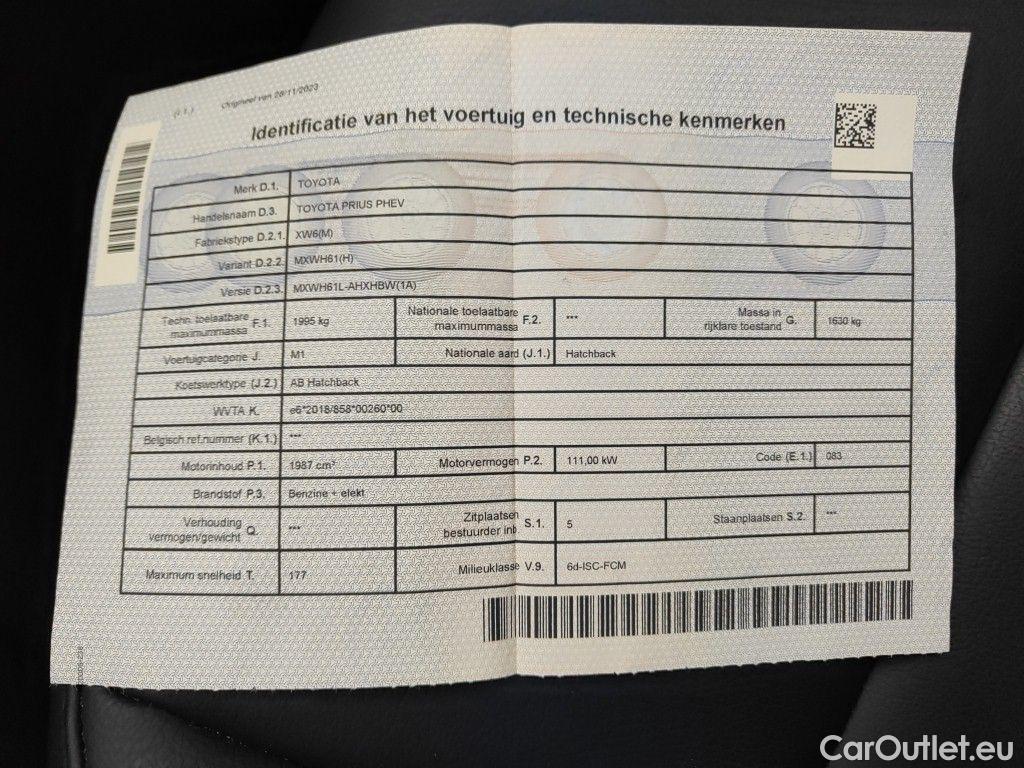 (I.1.) Origineel van 28/11/2023
Identificatie van het voertuig en technische kenmerken
Merk D.1. TOYOTA
Handelsnaam D.3. TOYOTA PRIUS PHEV
Fabriekstype D.2.1. XW6(M)
Variant D.2.2. MXWH61(H)
Versie D.2.3. MXWH61L-AHXHBW(1A)
Techn. toelaatbare maximummassa F.1. 1995 kg Nationale toelaatbare maximummassa F.2. *** Massa in rijklare toestand G. 1630 kg
Voertuigcategorie J. M1 Nationale aard (J.1.) Hatchback
Koetswerktype (J.2.) AB Hatchback
WVTA K. e6*2018/858*00260*00
Belgisch ref.nummer (K.1.) ***
Motorinhoud P.1. 1987 cm³ Motorvermogen P.2. 111,00 kW Code (E.1.) 083
Brandstof P.3. Benzine + elekt
Verhouding vermogen/gewicht Q. *** Zitplaatsen bestuurder inb S.1. 5 Staanplaatsen S.2. ***
Maximum snelheid T. 177 Milieuklasse V.9. 6d-ISC-FCM
CarOutlet.eu